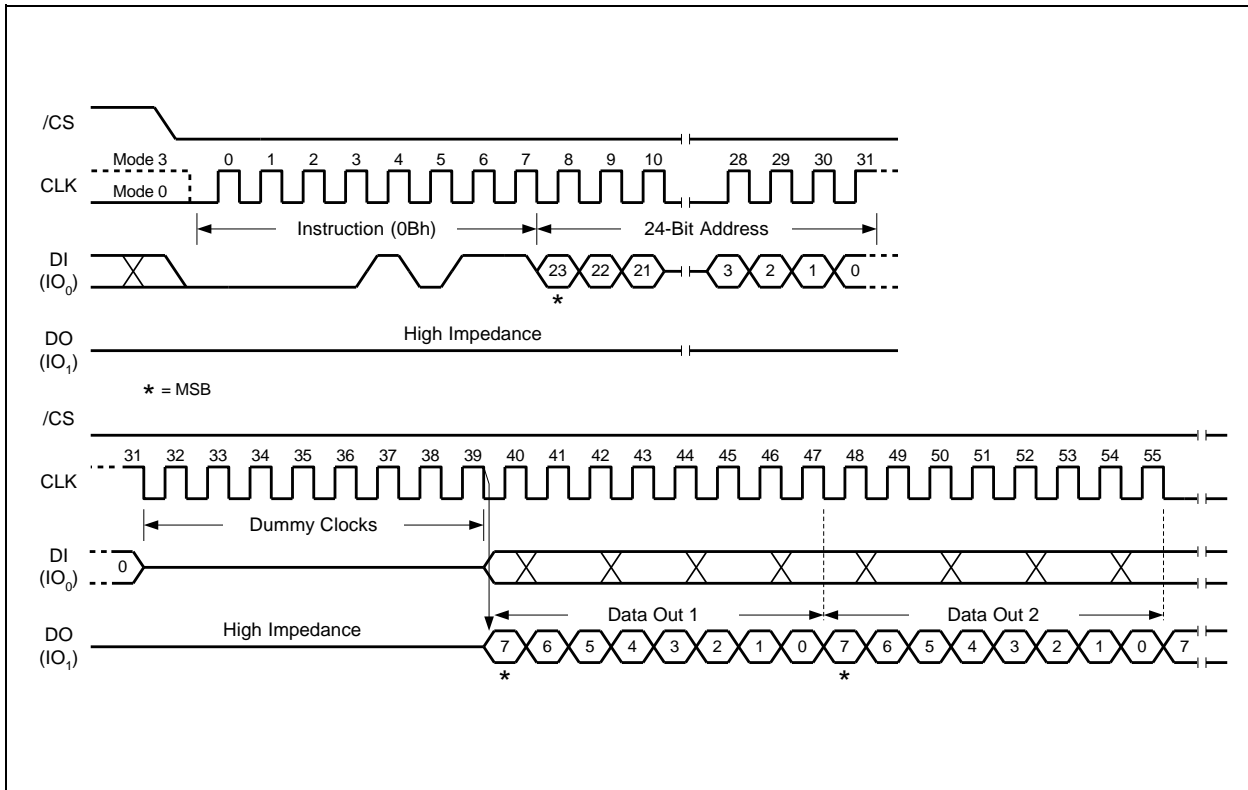 /CS
Mode 3 0 1 2 3 4 5 6 7 8 9 10 28 29 30 31
CLK
Mode 0
Instruction (0Bh) 24-Bit Address
DI
(IO0) 23 22 21 3 2 1 0
*
DO High Impedance
(IO1)
* = MSB
/CS
31 32 33 34 35 36 37 38 39 40 41 42 43 44 45 46 47 48 49 50 51 52 53 54 55
CLK
Dummy Clocks
DI
(IO0) 0
Data Out 1 Data Out 2
DO High Impedance
(IO1) 7 6 5 4 3 2 1 0 7 6 5 4 3 2 1 0 7
* *